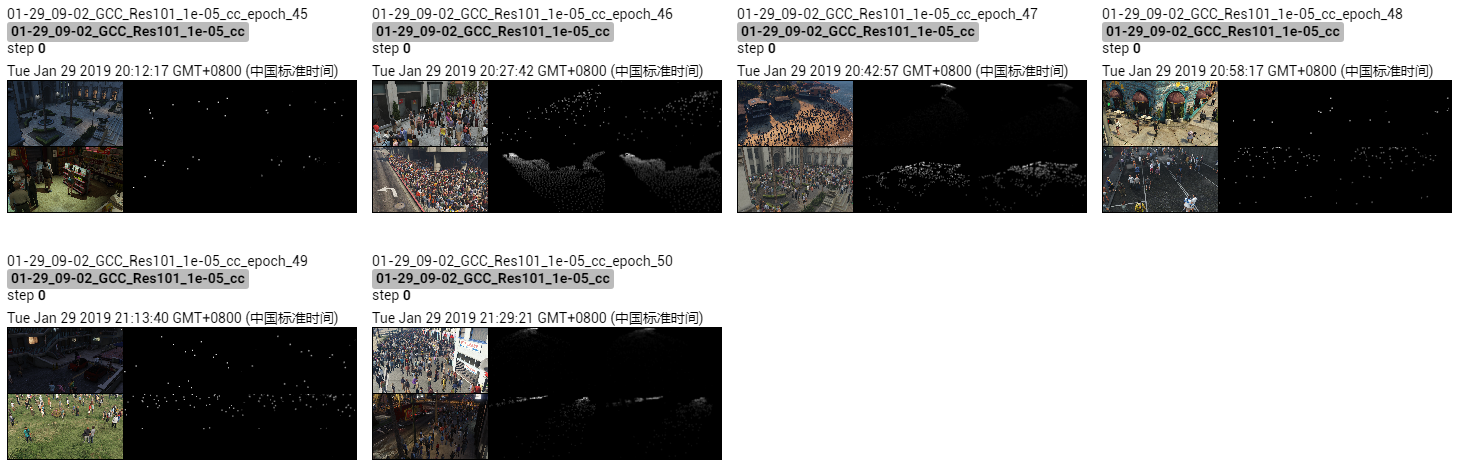 01-29_09-02_GCC_Res101_1e-05_cc_epoch_45
01-29_09-02_GCC_Res101_1e-05_cc
step 0
Tue Jan 29 2019 20:12:17 GMT+0800 (中国标准时间)
01-29_09-02_GCC_Res101_1e-05_cc_epoch_46
01-29_09-02_GCC_Res101_1e-05_cc
step 0
Tue Jan 29 2019 20:27:42 GMT+0800 (中国标准时间)
01-29_09-02_GCC_Res101_1e-05_cc_epoch_47
01-29_09-02_GCC_Res101_1e-05_cc
step 0
Tue Jan 29 2019 20:42:57 GMT+0800 (中国标准时间)
01-29_09-02_GCC_Res101_1e-05_cc_epoch_48
01-29_09-02_GCC_Res101_1e-05_cc
step 0
Tue Jan 29 2019 20:58:17 GMT+0800 (中国标准时间)
01-29_09-02_GCC_Res101_1e-05_cc_epoch_49
01-29_09-02_GCC_Res101_1e-05_cc
step 0
Tue Jan 29 2019 21:13:40 GMT+0800 (中国标准时间)
01-29_09-02_GCC_Res101_1e-05_cc_epoch_50
01-29_09-02_GCC_Res101_1e-05_cc
step 0
Tue Jan 29 2019 21:29:21 GMT+0800 (中国标准时间)